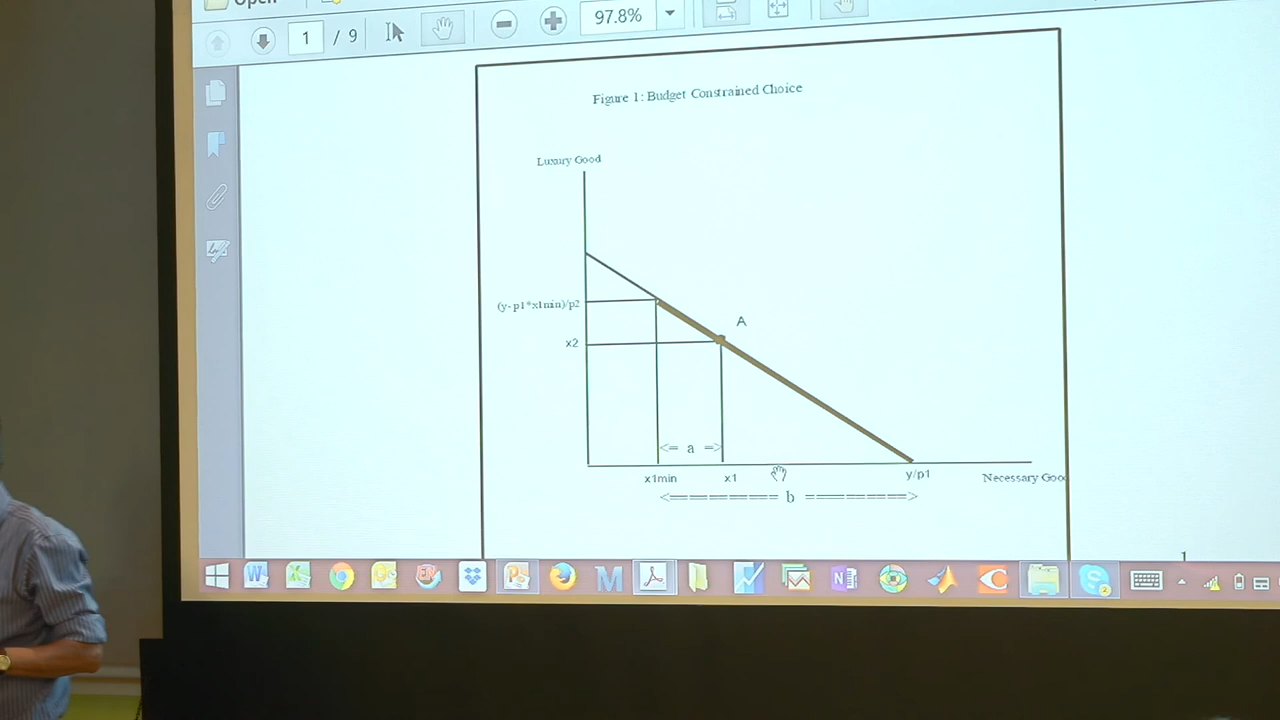 Open
1 / 9
97.8%
Figure 1: Budget Constrained Choice
Luxury Good
(y-p1*x1min)/p2
A
x2
<= a =>
x1min
x1
y/p1
Necessary Goo
<========= b =========>
1